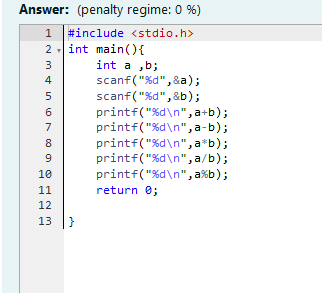 Answer: (penalty regime: 0 %)
1 #include <stdio.h>
2 int main(){
3     int a ,b;
4     scanf("%d",&a);
5     scanf("%d",&b);
6     printf("%d\n",a+b);
7     printf("%d\n",a-b);
8     printf("%d\n",a*b);
9     printf("%d\n",a/b);
10     printf("%d\n",a%b);
11     return 0;
12
13 }